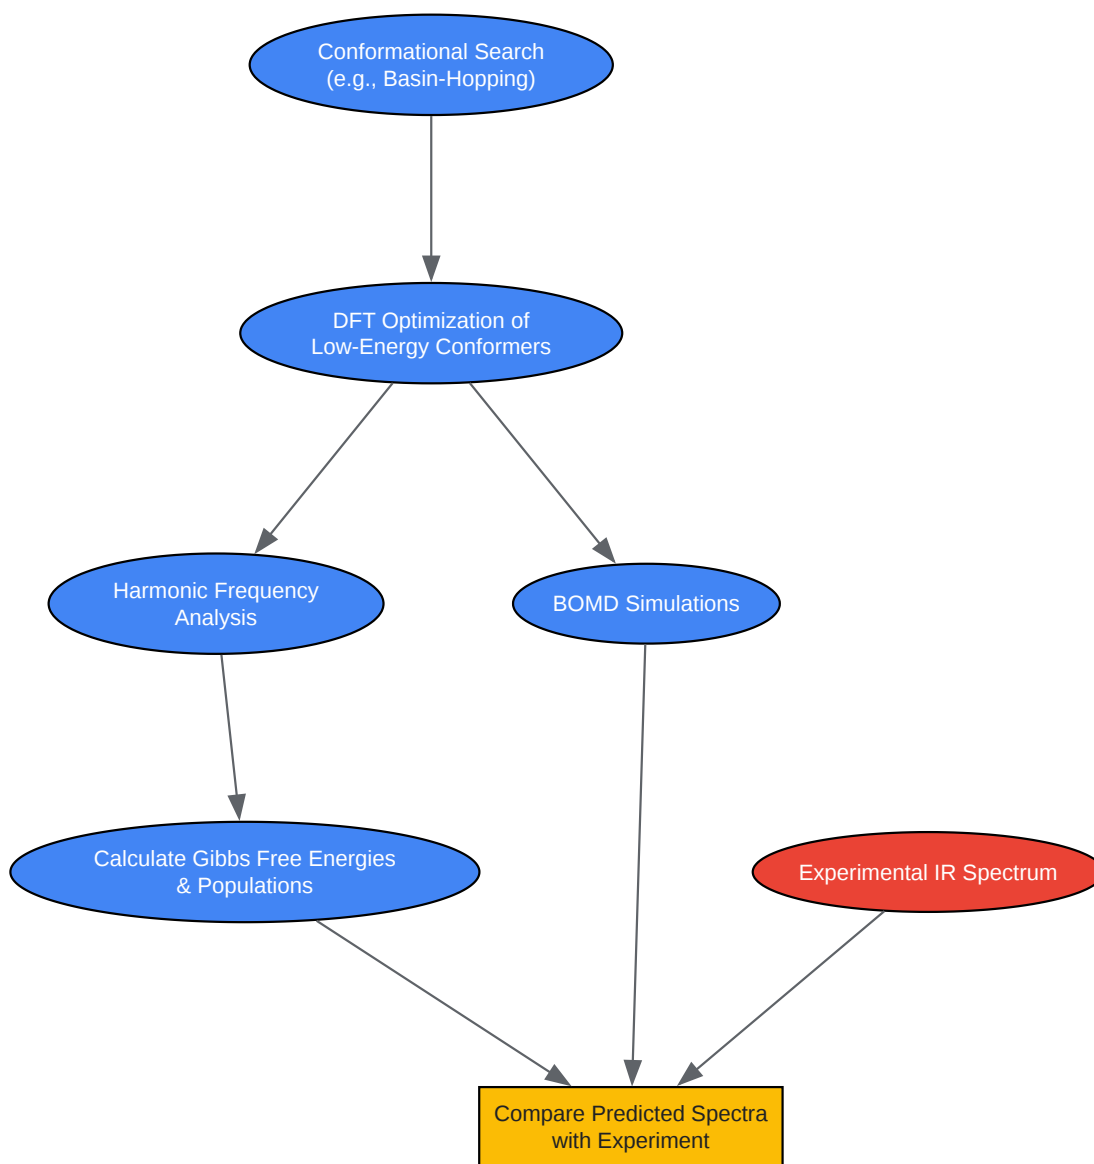 Conformational Search
(e.g., Basin-Hopping)
DFT Optimization of
Low-Energy Conformers
Harmonic Frequency
Analysis
BOMD Simulations
Calculate Gibbs Free Energies
& Populations
Experimental IR Spectrum
Compare Predicted Spectra
with Experiment